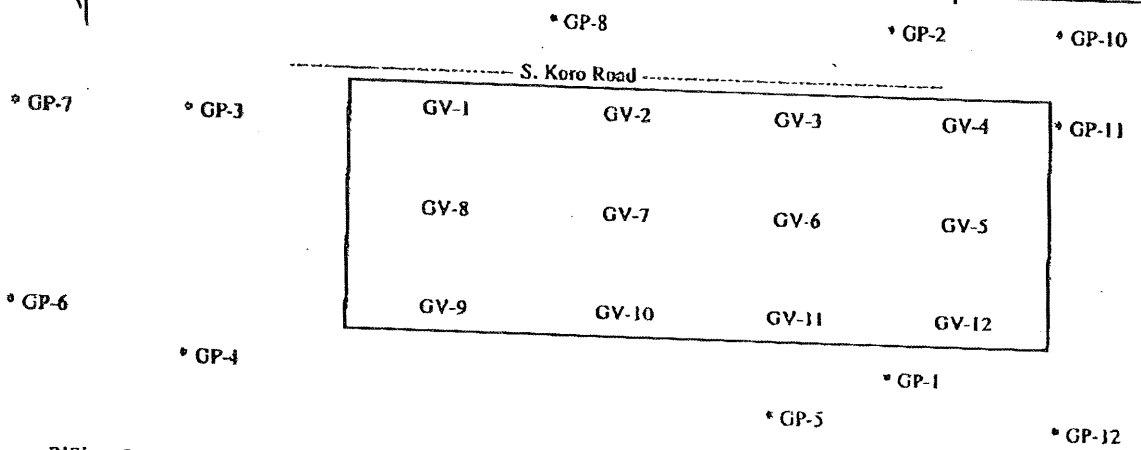 * GP-8
* GP-2
* GP-10
S. Koro Road
* GP-7
* GP-3
GV-1 GV-2 GV-3 GV-4
* GP-11
GV-8 GV-7 GV-6 GV-5
* GP-6
GV-9 GV-10 GV-11 GV-12
* GP-4
* GP-1
* GP-5
* GP-12